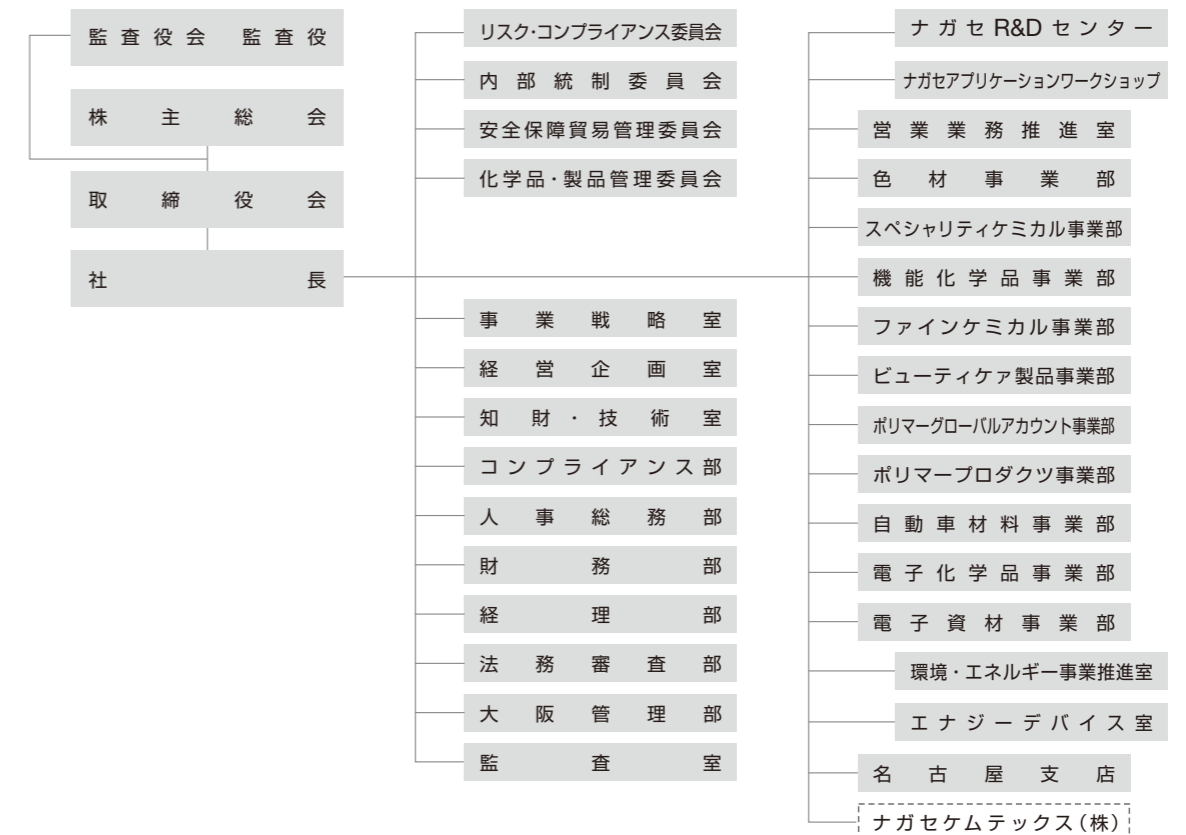 監査役会 監査役
株主総会
取締役会
社長
リスク・コンプライアンス委員会
内部統制委員会
安全保障貿易管理委員会
化学品・製品管理委員会
事業戦略室
経営企画室
知財・技術室
コンプライアンス部
人事総務部
財務部
経理部
法務審査部
大阪管理部
監査室
ナガセR&Dセンター
ナガセアプリケーションワークショップ
営業業務推進室
色材事業部
スペシャリティケミカル事業部
機能化学品事業部
ファインケミカル事業部
ビューティケァ製品事業部
ポリマーグローバルアカウント事業部
ポリマープロダクツ事業部
自動車材料事業部
電子化学品事業部
電子資材事業部
環境・エネルギー事業推進室
エナジーデバイス室
名古屋支店
ナガセケムテックス(株)